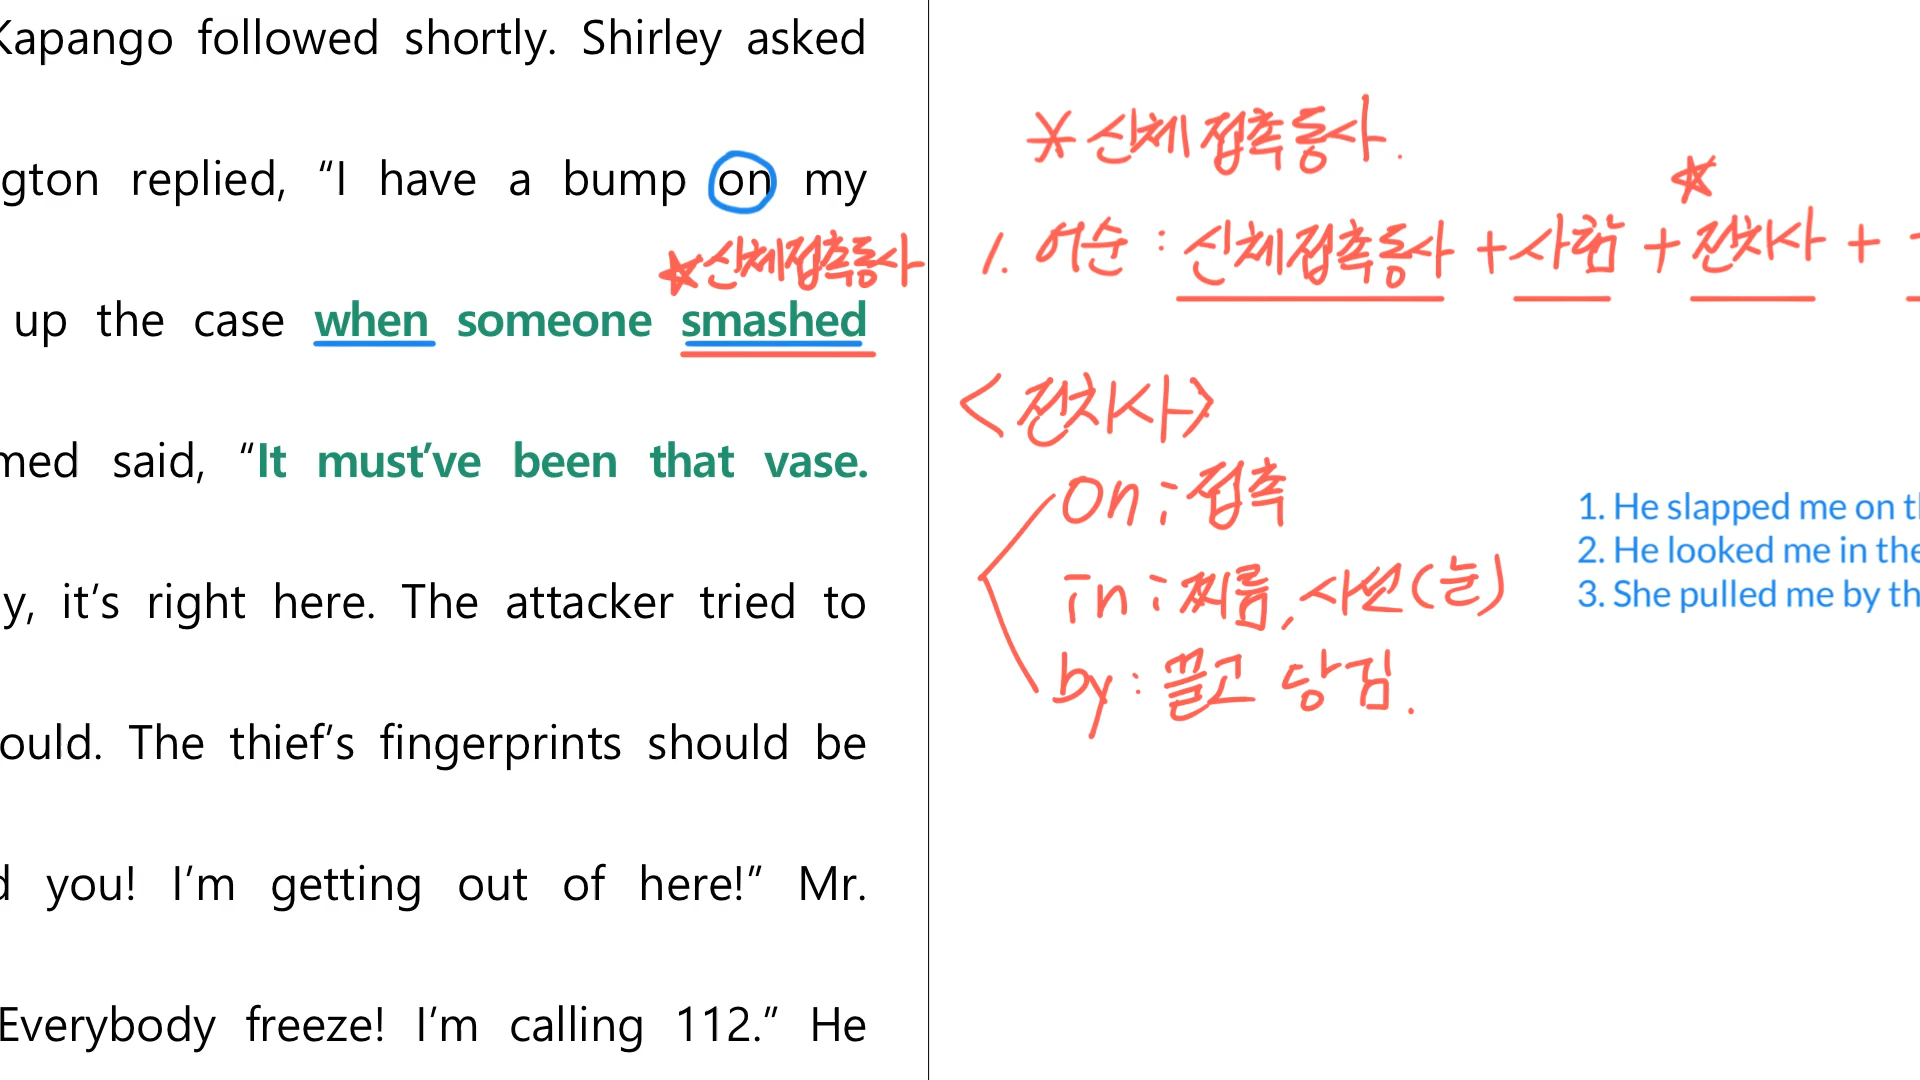 Kapango followed shortly. Shirley asked
gton replied, “I have a bump on my
★신체접촉동사
up the case when someone smashed
med said, “It must’ve been that vase.
y, it’s right here. The attacker tried to
ould. The thief’s fingerprints should be
d you! I’m getting out of here!” Mr.
Everybody freeze! I’m calling 112.” He
* 신체 접촉동사.
★
1. 어순 : 신체접촉동사 + 사람 + 전치사 +
<전치사>
on ; 접촉
in ; 찌름, 시선(눈)
by : 끌고 당김.
1. He slapped me on th
2. He looked me in the
3. She pulled me by th